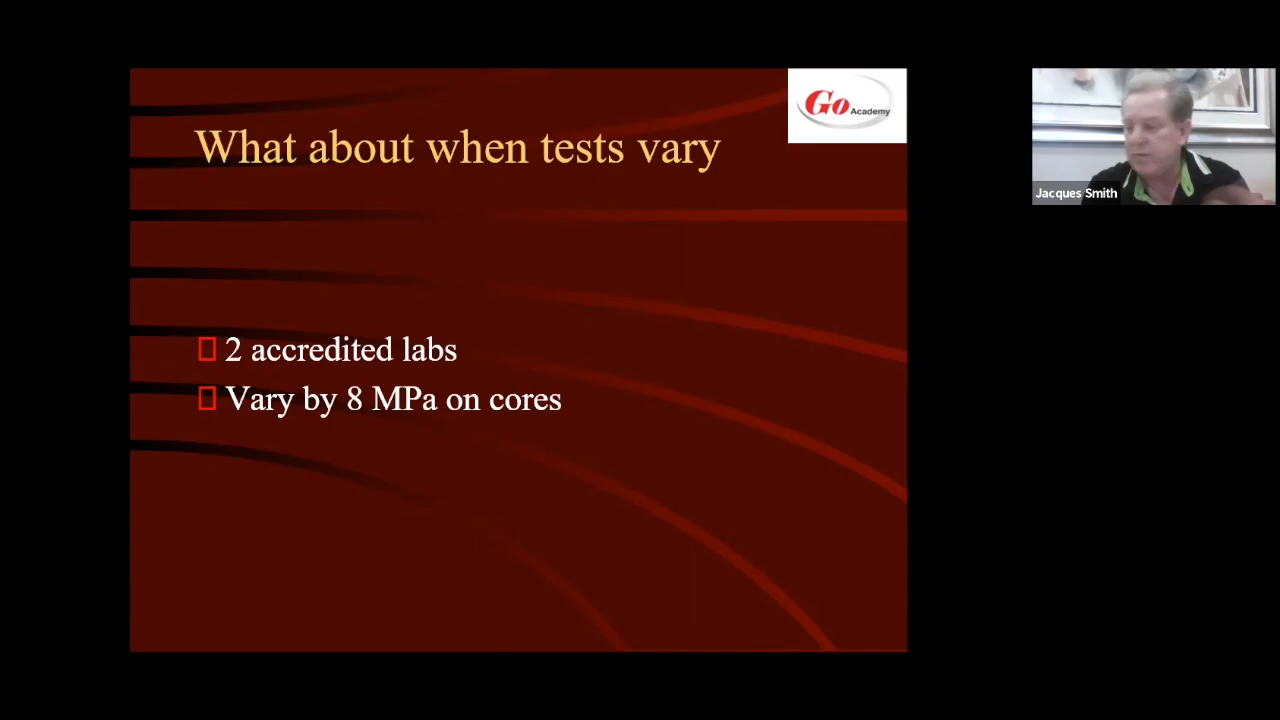 What about when tests vary
Go Academy
Jacques Smith
2 accredited labs
Vary by 8 MPa on cores